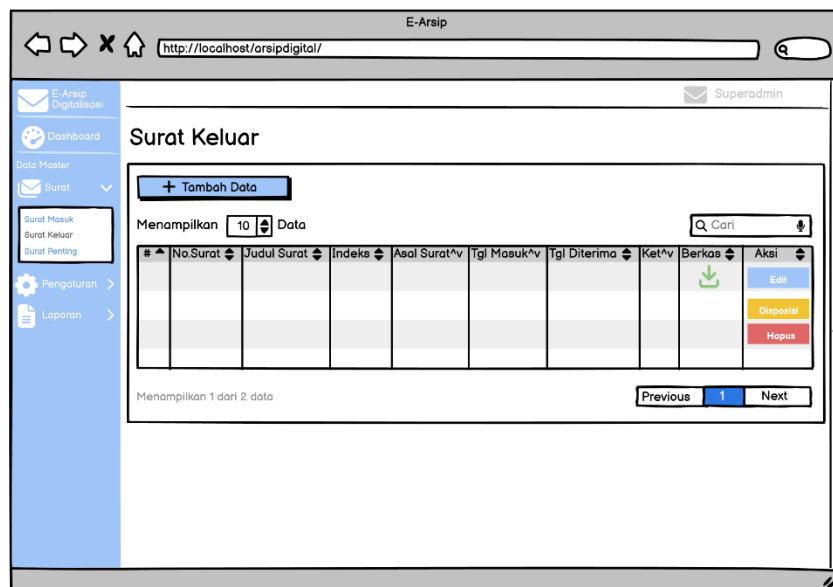 E-Arsip
http://localhost/arsipdigital/
E-Arsip
Digitalisasi
Superadmin
Dashboard
Surat Keluar
Data Master
Surat
+ Tambah Data
Surat Masuk
Surat Keluar
Surat Penting
Menampilkan 10 Data
Cari
# No.Surat Judul Surat Indeks Asal Surat^v Tgl Masuk^v Tgl Diterima Ket^v Berkas Aksi
Pengaturan
Edit
Laporan
Disposisi
Hapus
Menampilkan 1 dari 2 data
Previous 1 Next